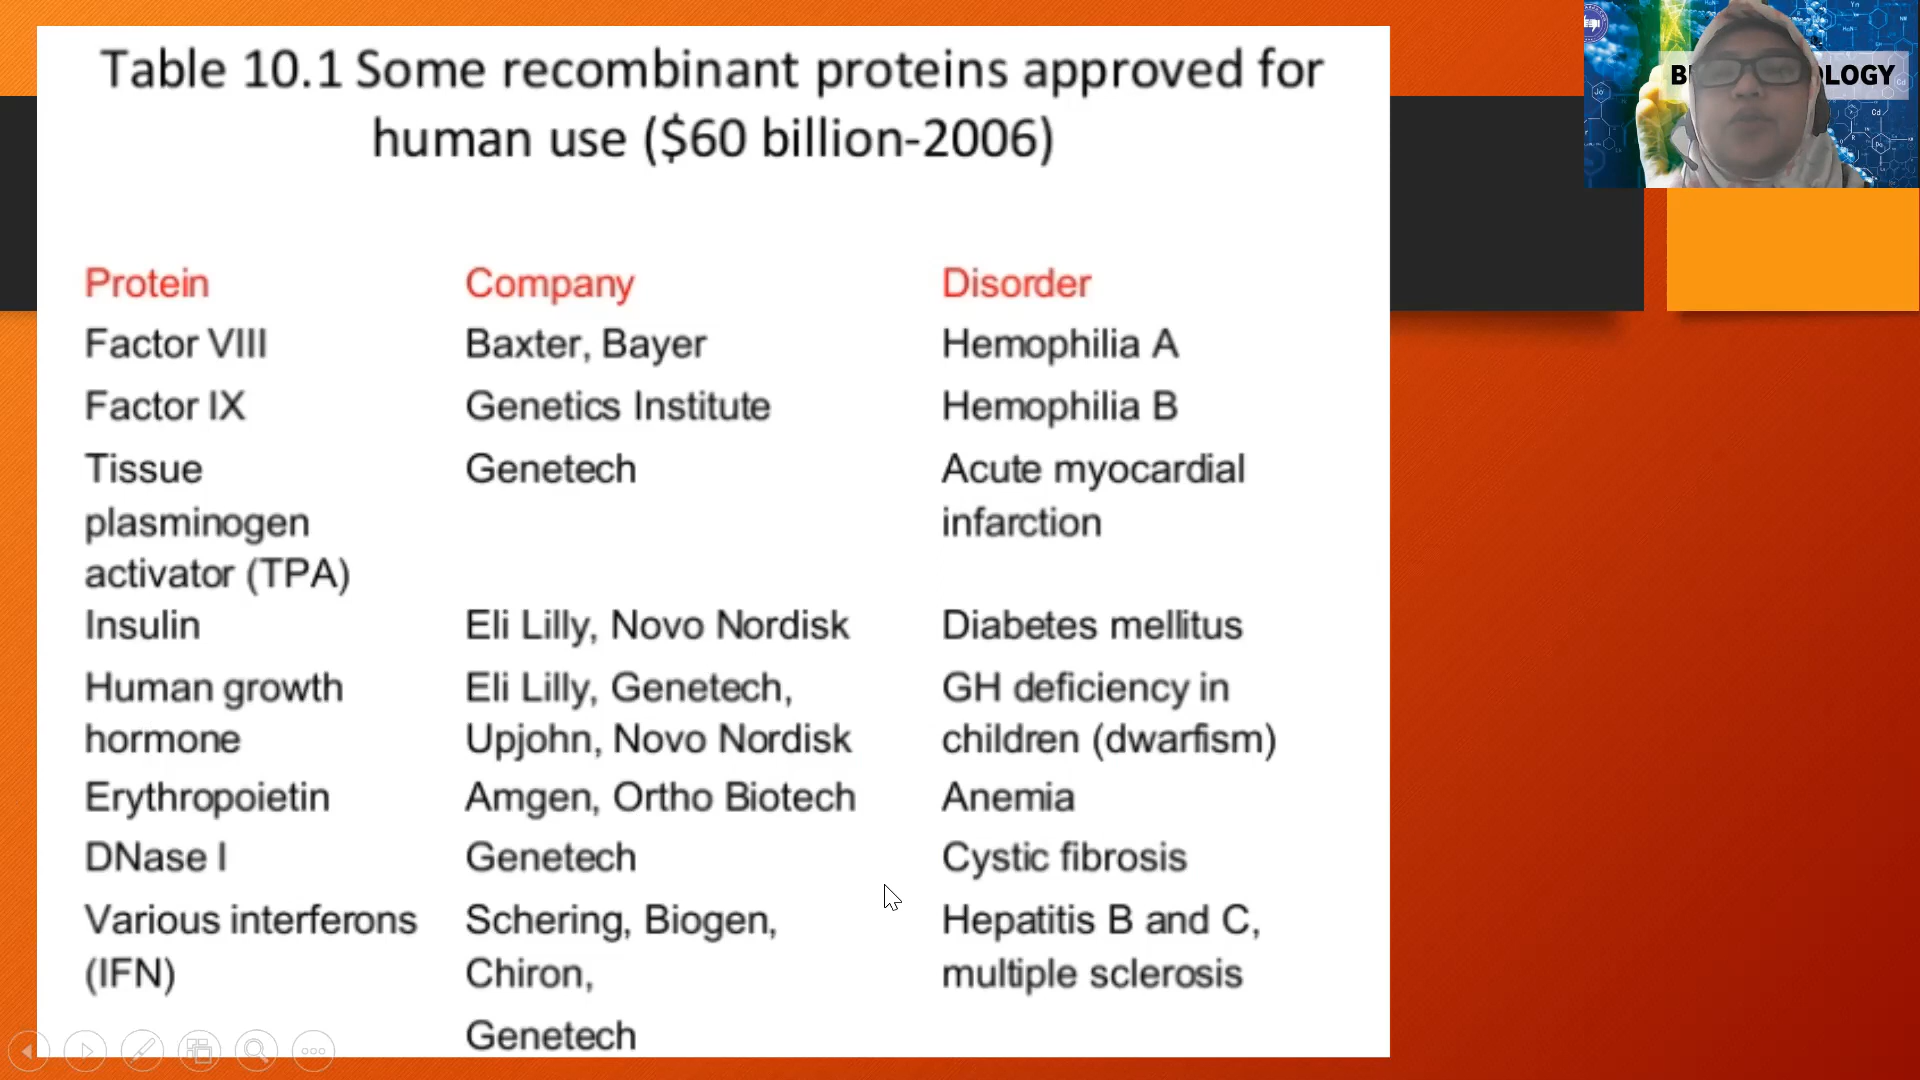 Table 10.1 Some recombinant proteins approved for
human use ($60 billion-2006)
Protein Company Disorder
Factor VIII Baxter, Bayer Hemophilia A
Factor IX Genetics Institute Hemophilia B
Tissue Genetech Acute myocardial
plasminogen infarction
activator (TPA)
Insulin Eli Lilly, Novo Nordisk Diabetes mellitus
Human growth Eli Lilly, Genetech, GH deficiency in
hormone Upjohn, Novo Nordisk children (dwarfism)
Erythropoietin Amgen, Ortho Biotech Anemia
DNase I Genetech Cystic fibrosis
Various interferons Schering, Biogen, Hepatitis B and C,
(IFN) Chiron, multiple sclerosis
Genetech
LOGY